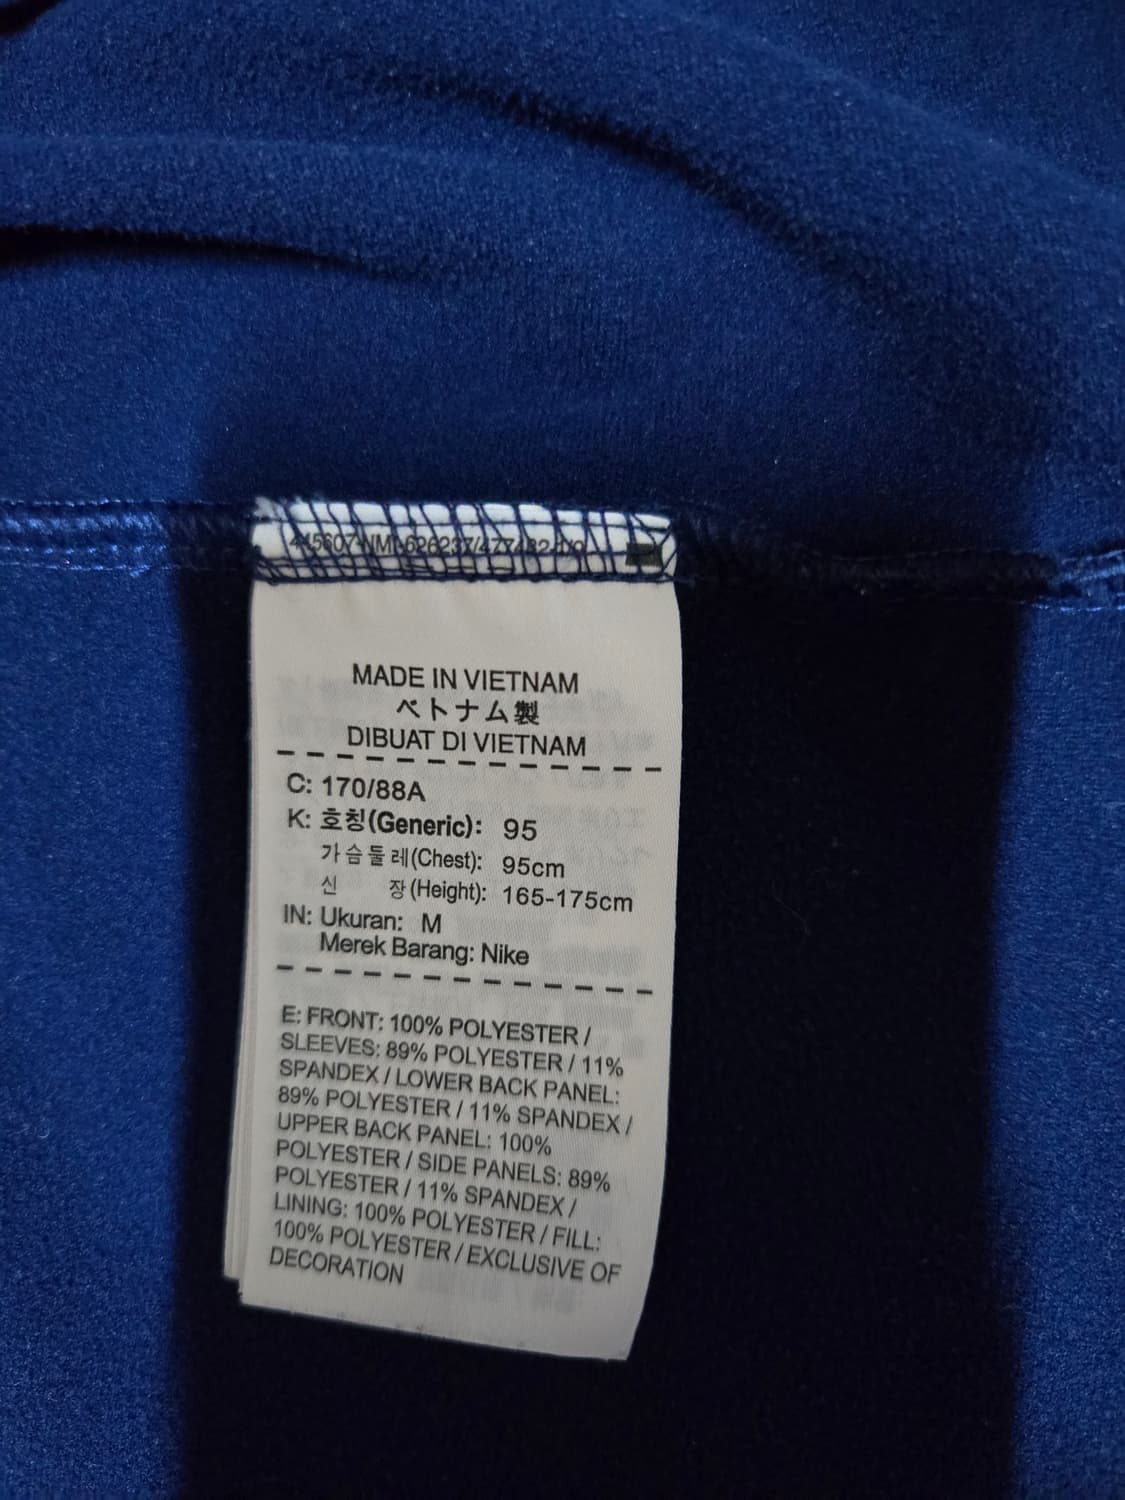 MADE IN VIETNAM
ベトナム製
DIBUAT DI VIETNAM
C: 170/88A
K: 호칭(Generic): 95
가슴둘레(Chest): 95cm
신 장(Height): 165-175cm
IN: Ukuran: M
Merek Barang: Nike
E: FRONT: 100% POLYESTER /
SLEEVES: 89% POLYESTER / 11%
SPANDEX / LOWER BACK PANEL:
89% POLYESTER / 11% SPANDEX /
UPPER BACK PANEL: 100%
POLYESTER / SIDE PANELS: 89%
POLYESTER / 11% SPANDEX /
LINING: 100% POLYESTER / FILL:
100% POLYESTER / EXCLUSIVE OF
DECORATION